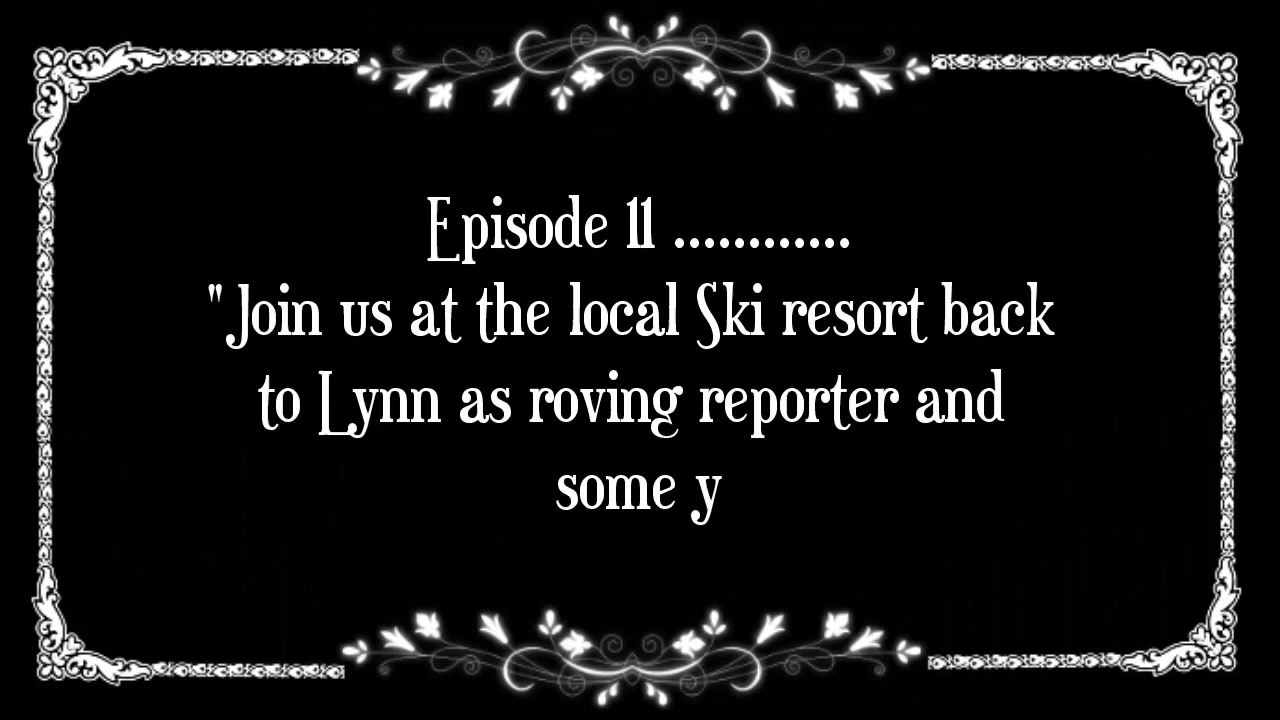 Episode 11 ............
"Join us at the local Ski resort back
to Lynn as roving reporter and
some y